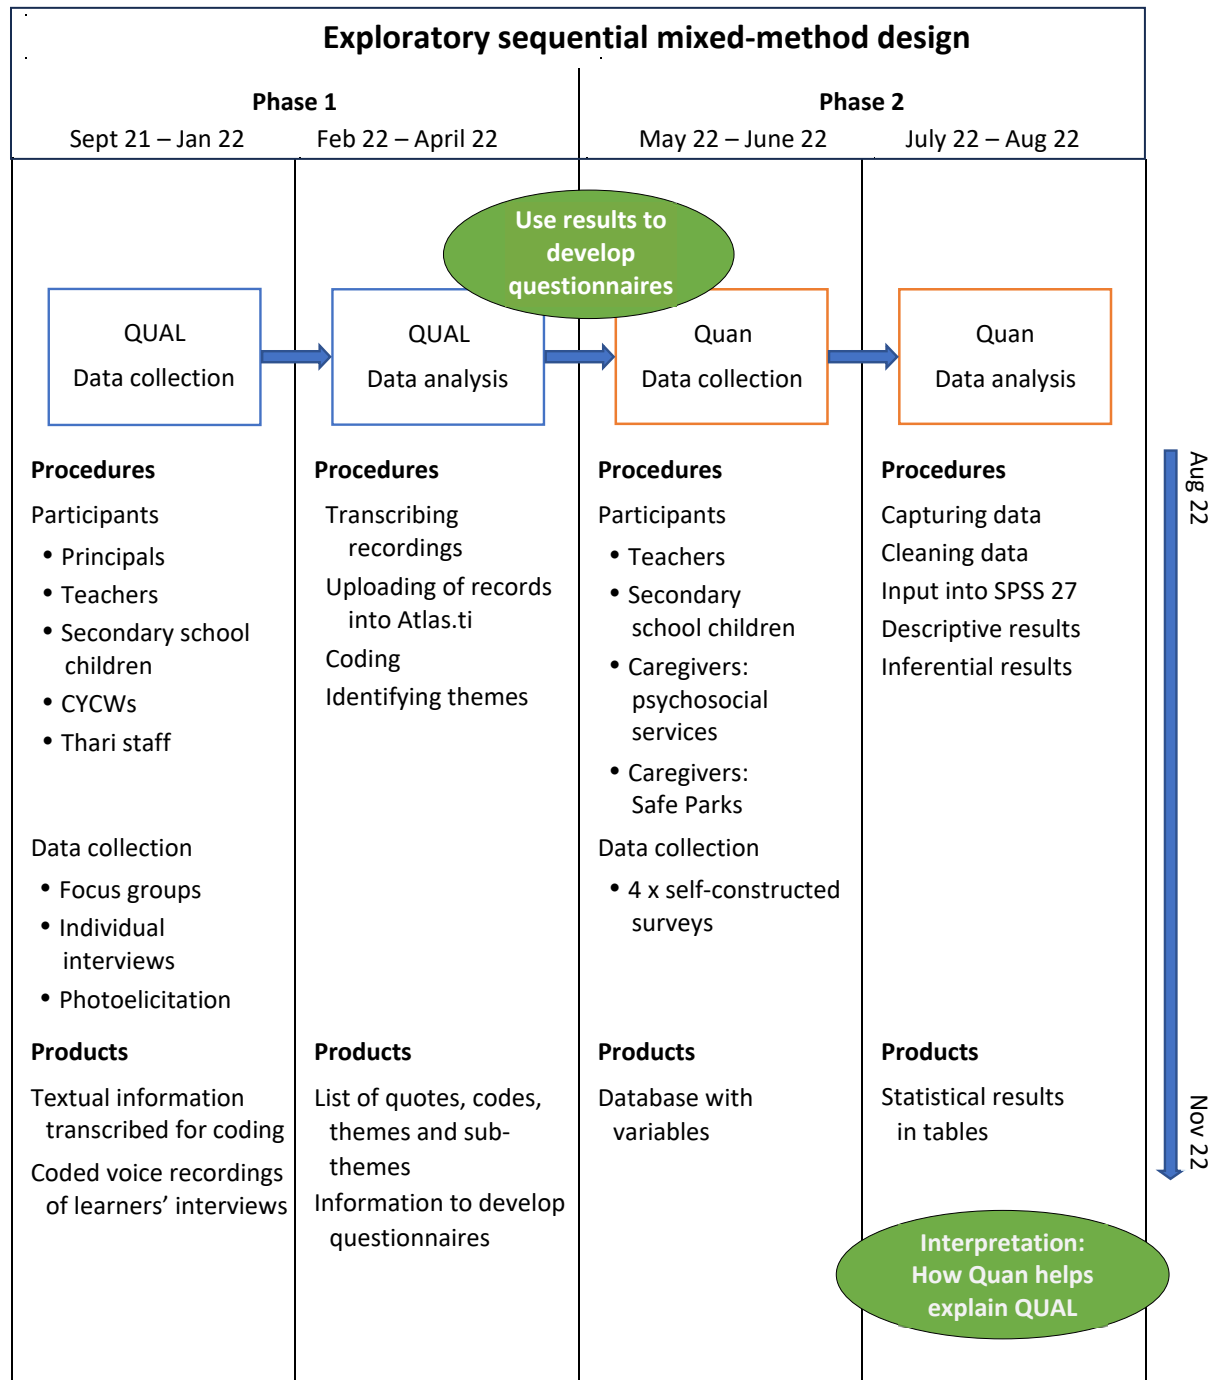 Exploratory sequential mixed-method design
Phase 1
Phase 2
Sept 21 – Jan 22
Feb 22 – April 22
May 22 – June 22
July 22 – Aug 22
Use results to
develop
questionnaires
QUAL
Data collection
QUAL
Data analysis
Quan
Data collection
Quan
Data analysis
Procedures
Participants
• Principals
• Teachers
• Secondary school
children
• CYCWs
• Thari staff
Data collection
• Focus groups
• Individual
interviews
• Photoelicitation
Products
Textual information
transcribed for coding
Coded voice recordings
of learners’ interviews
Procedures
Transcribing
recordings
Uploading of records
into Atlas.ti
Coding
Identifying themes
Products
List of quotes, codes,
themes and sub-
themes
Information to develop
questionnaires
Procedures
Participants
• Teachers
• Secondary
school children
• Caregivers:
psychosocial
services
• Caregivers:
Safe Parks
Data collection
• 4 x self-constructed
surveys
Products
Database with
variables
Procedures
Capturing data
Cleaning data
Input into SPSS 27
Descriptive results
Inferential results
Products
Statistical results
in tables
Aug 22
Nov 22
Interpretation:
How Quan helps
explain QUAL